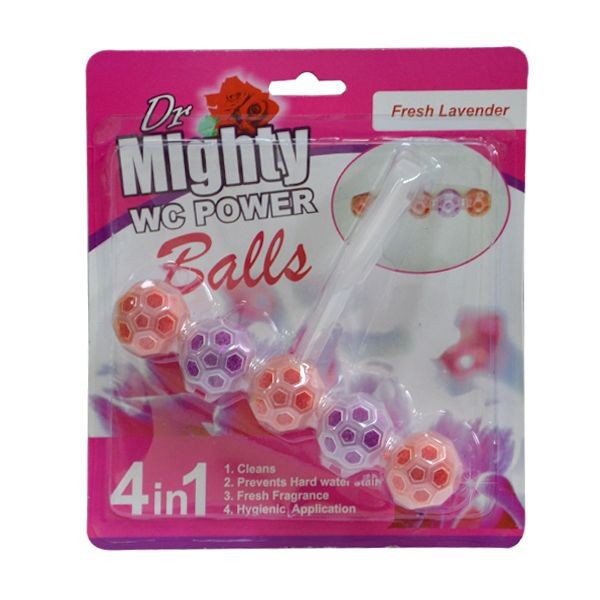 Dr
Mighty
WC POWER
Balls
Fresh Lavender
4in1
1. Cleans
2. Prevents Hard water stain
3. Fresh Fragrance
4. Hygienic Application